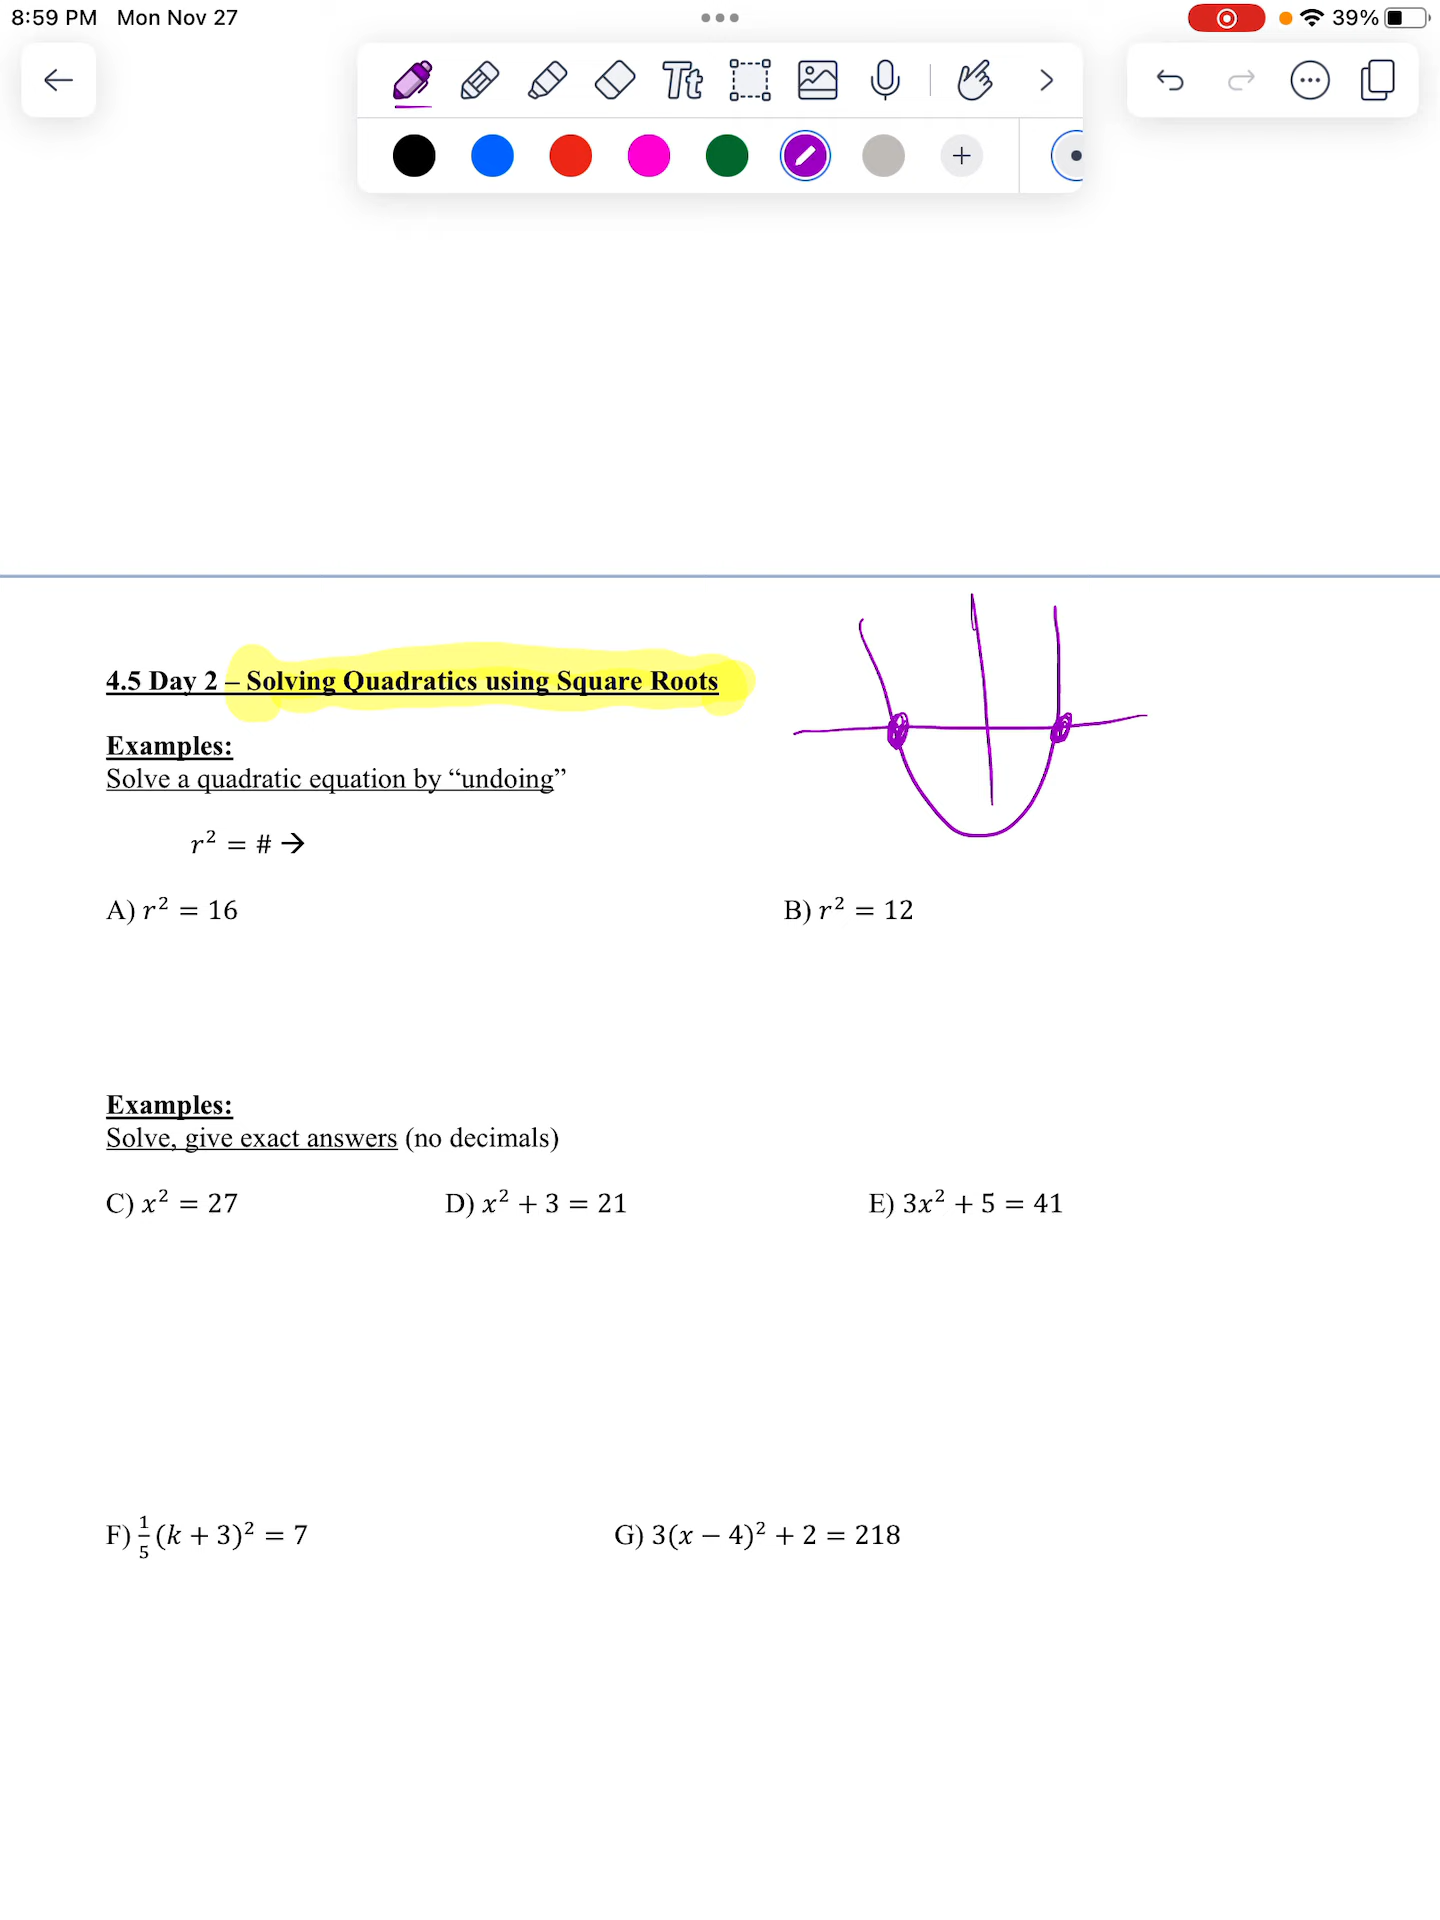 8:59 PM Mon Nov 27 39%
Tt
4.5 Day 2 – Solving Quadratics using Square Roots
Examples:
Solve a quadratic equation by “undoing”
r² = # →
A) r² = 16 B) r² = 12
Examples:
Solve, give exact answers (no decimals)
C) x² = 27 D) x² + 3 = 21 E) 3x² + 5 = 41
F) 1/5 (k + 3)² = 7 G) 3(x − 4)² + 2 = 218